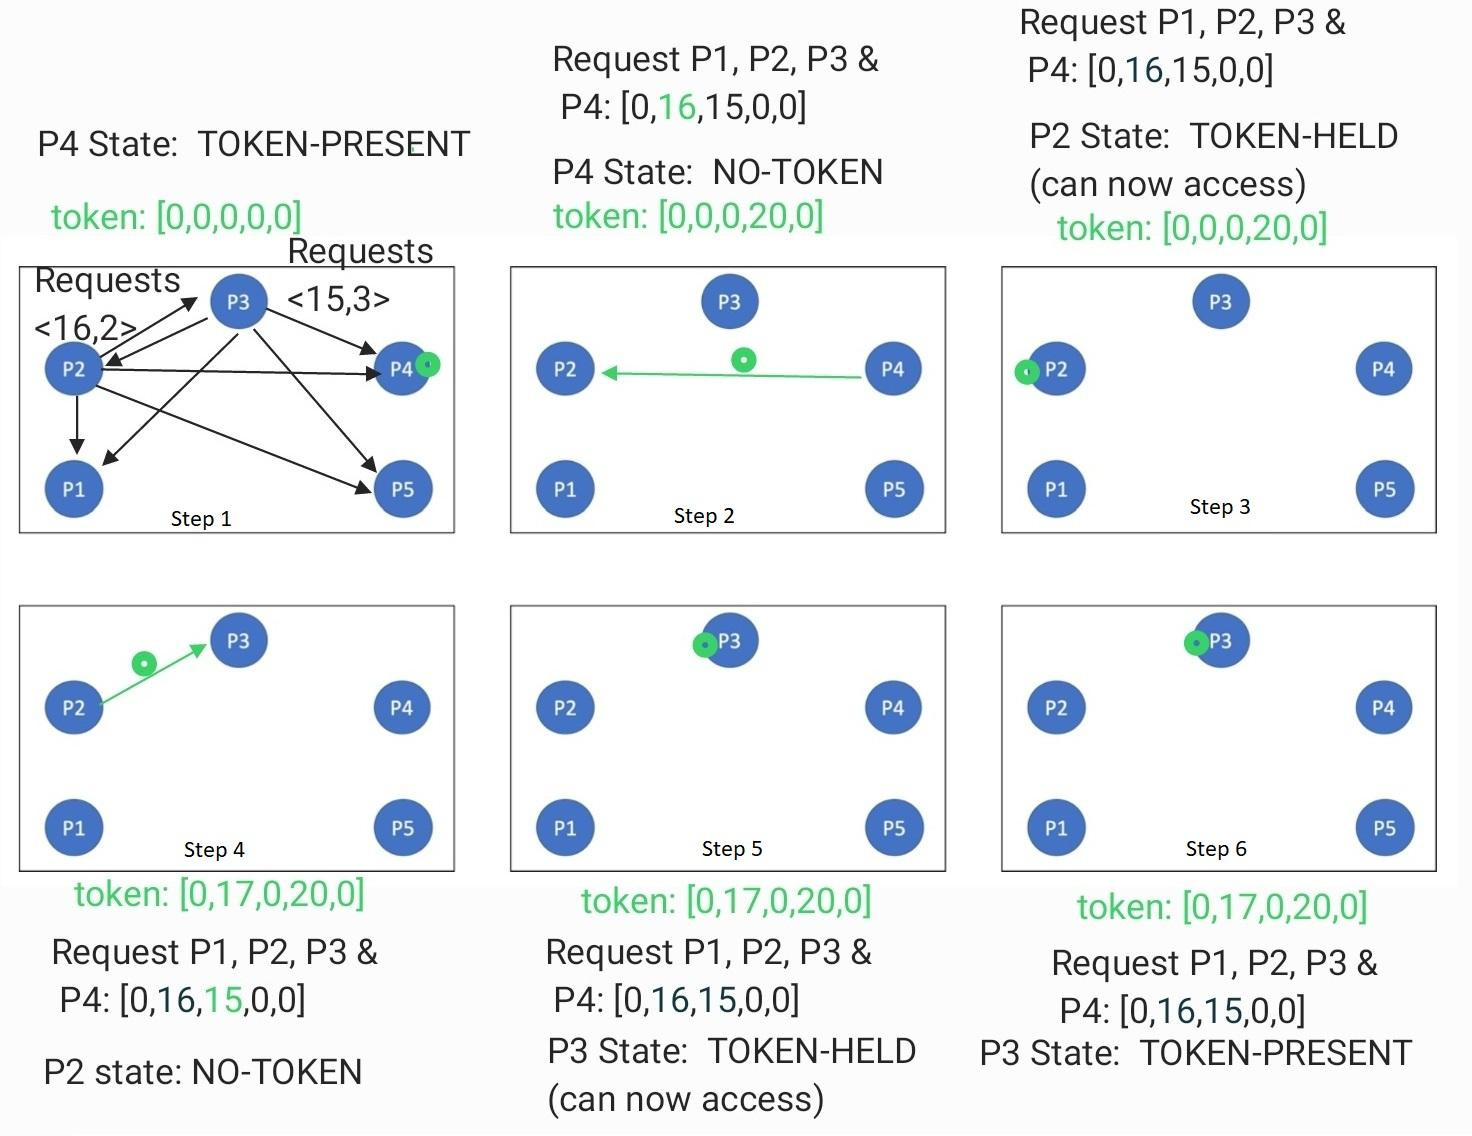 P4 State: TOKEN-PRESENT
token: [0,0,0,0,0]
Requests
<16,2>
Requests
<15,3>
P3
P2
P4
P1
P5
Step 1
Request P1, P2, P3 &
P4: [0,16,15,0,0]
P4 State: NO-TOKEN
token: [0,0,0,20,0]
P3
P2
P4
P1
P5
Step 2
Request P1, P2, P3 &
P4: [0,16,15,0,0]
P2 State: TOKEN-HELD
(can now access)
token: [0,0,0,20,0]
P3
P2
P4
P1
P5
Step 3
P3
P2
P4
P1
P5
Step 4
token: [0,17,0,20,0]
Request P1, P2, P3 &
P4: [0,16,15,0,0]
P2 state: NO-TOKEN
P3
P2
P4
P1
P5
Step 5
token: [0,17,0,20,0]
Request P1, P2, P3 &
P4: [0,16,15,0,0]
P3 State: TOKEN-HELD
(can now access)
P3
P2
P4
P1
P5
Step 6
token: [0,17,0,20,0]
Request P1, P2, P3 &
P4: [0,16,15,0,0]
P3 State: TOKEN-PRESENT